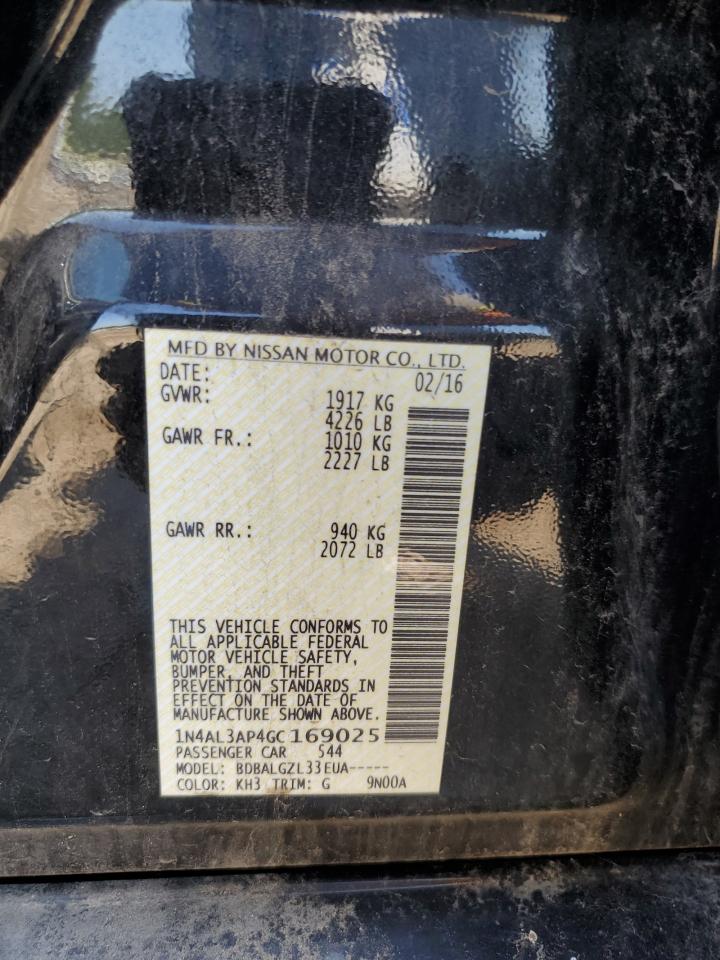 MFD BY NISSAN MOTOR CO., LTD.
DATE: 02/16
GVWR: 1917 KG
4226 LB
GAWR FR.: 1010 KG
2227 LB
GAWR RR.: 940 KG
2072 LB
THIS VEHICLE CONFORMS TO
ALL APPLICABLE FEDERAL
MOTOR VEHICLE SAFETY,
BUMPER, AND THEFT
PREVENTION STANDARDS IN
EFFECT ON THE DATE OF
MANUFACTURE SHOWN ABOVE.
1N4AL3AP4GC169025
PASSENGER CAR 544
MODEL: BDBALGZL33EUA-----
COLOR: KH3 TRIM: G 9N00A